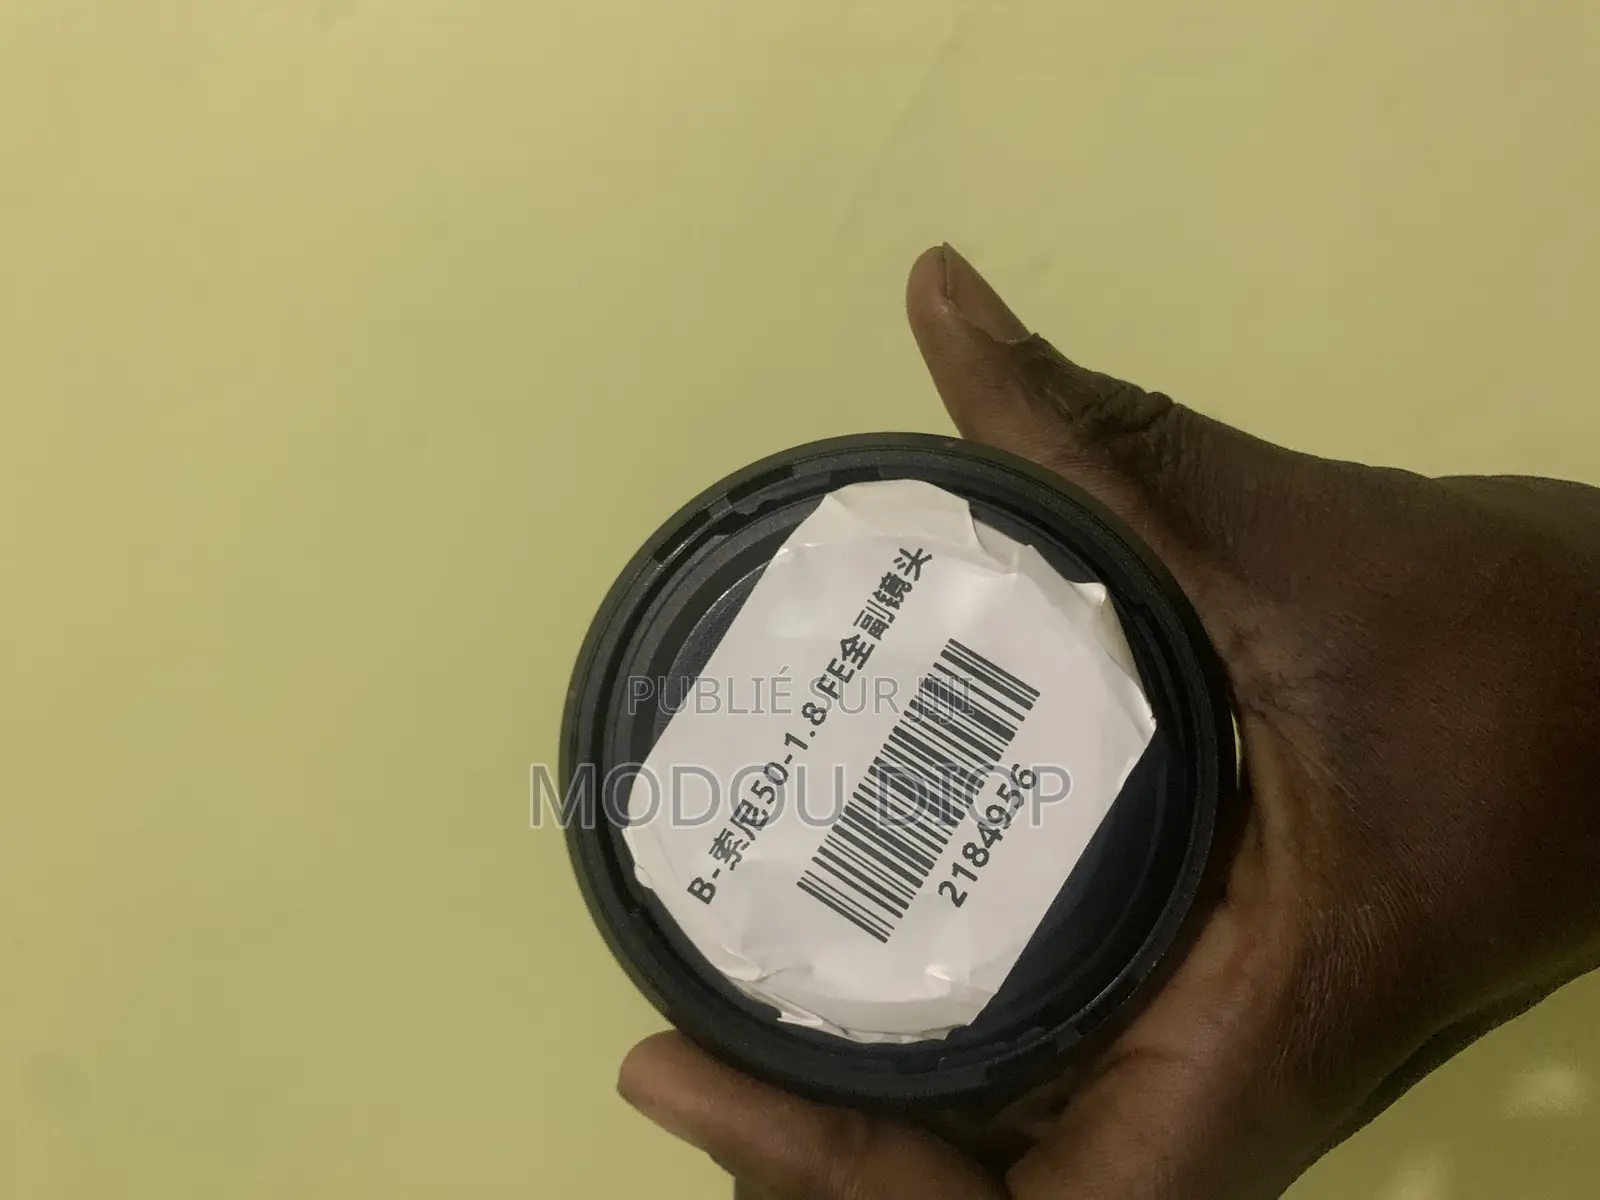 B-索尼50-1.8 FE全副镜头
2184956
PUBLIÉ SUR JIJI
MODOU DIOP